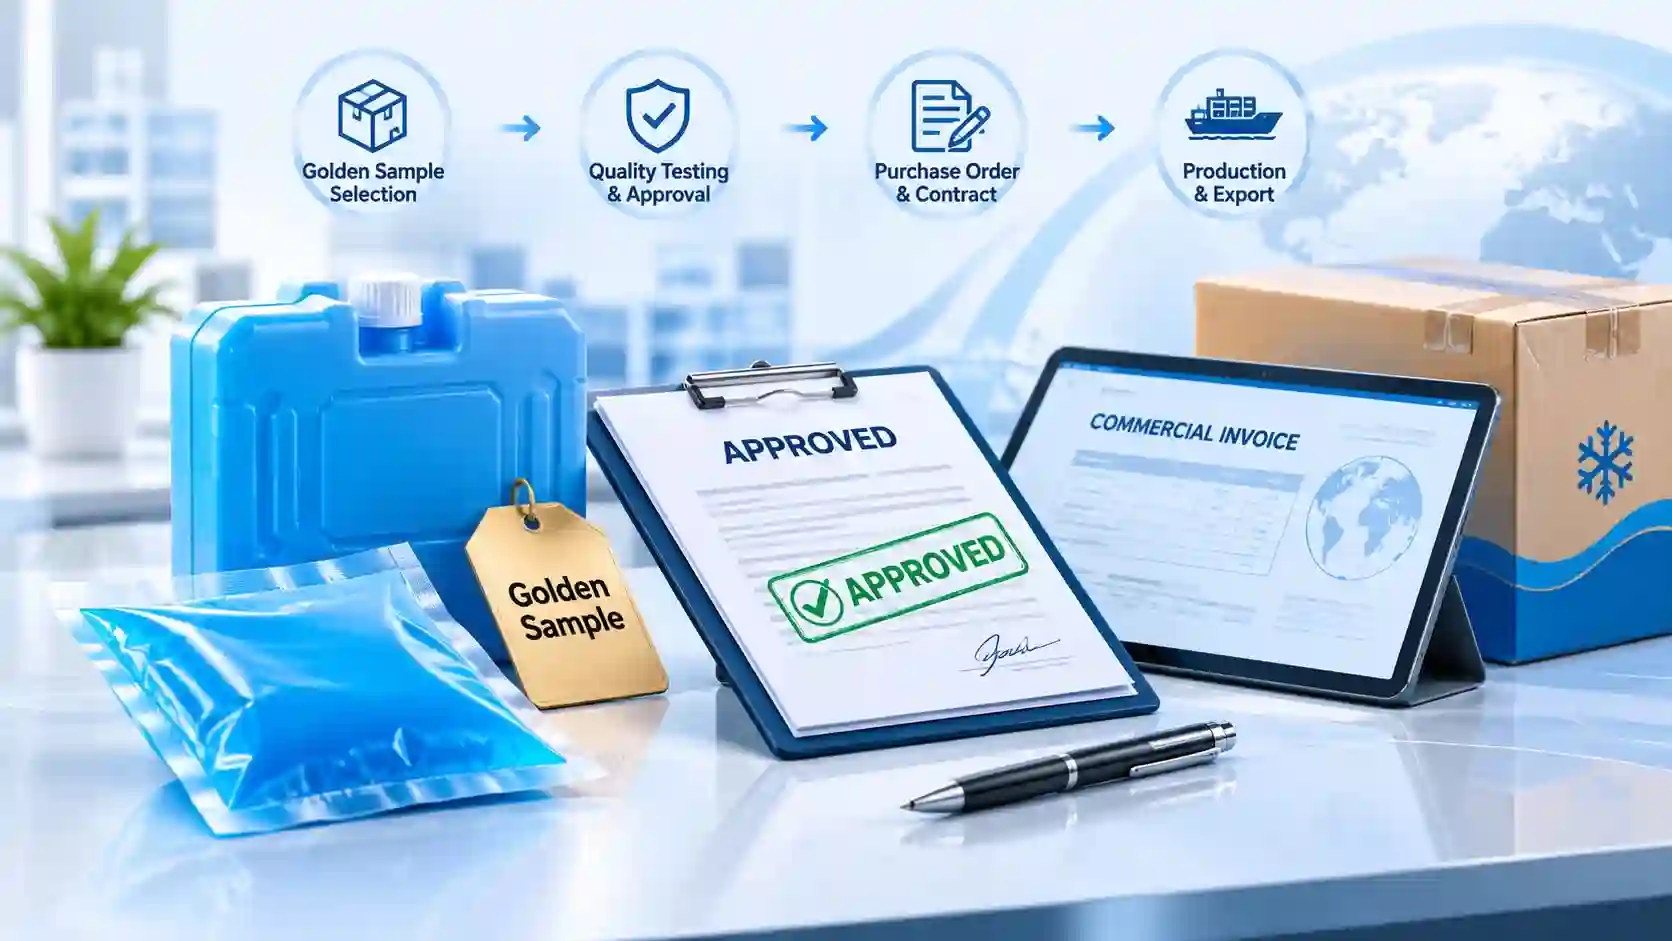 Golden Sample
Selection
Quality Testing
& Approval
Purchase Order
& Contract
Production
& Export
Golden
Sample
APPROVED
APPROVED
COMMERCIAL INVOICE